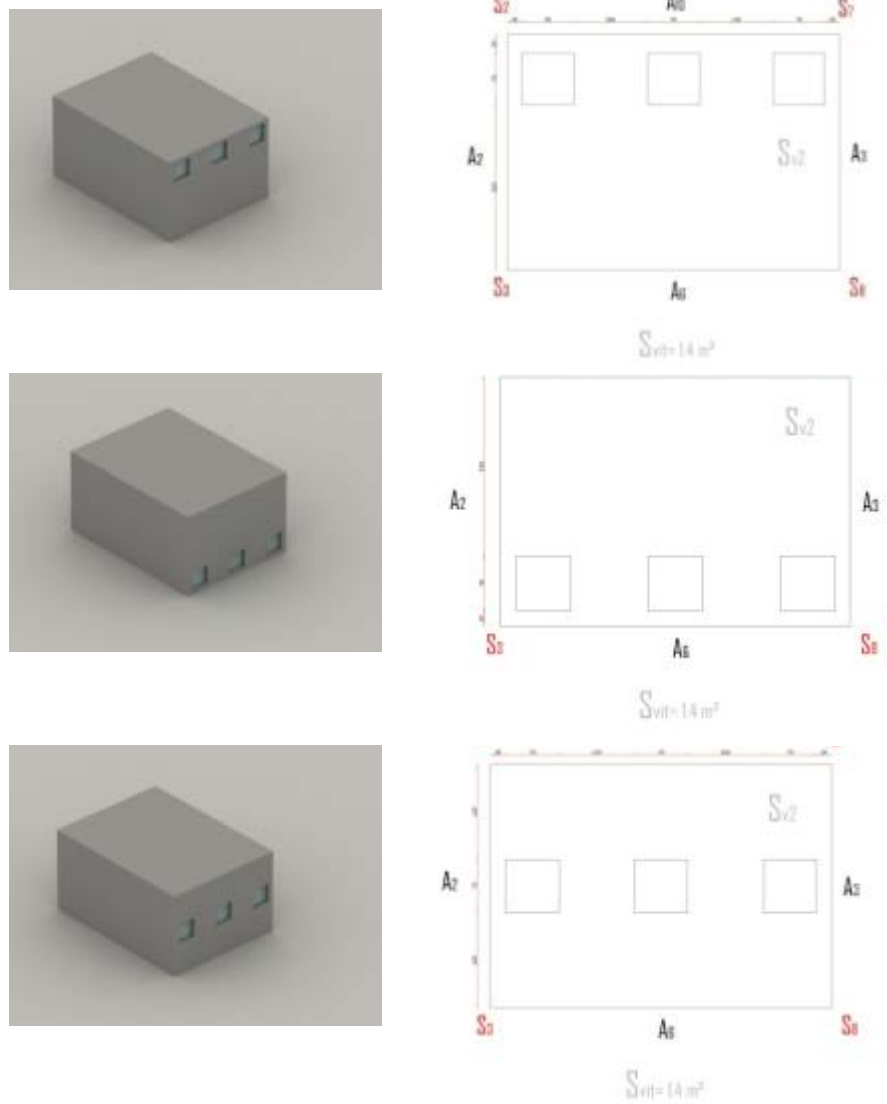 S2 A10 S7
A2 Sv2 A3
S3 A6 S8
Svit= 1.4 m²
Sv2
A2 A3
S3 A6 S8
Svit= 1.4 m²
Sv2
A2 A3
S3 A6 S8
Svit= 1.4 m²